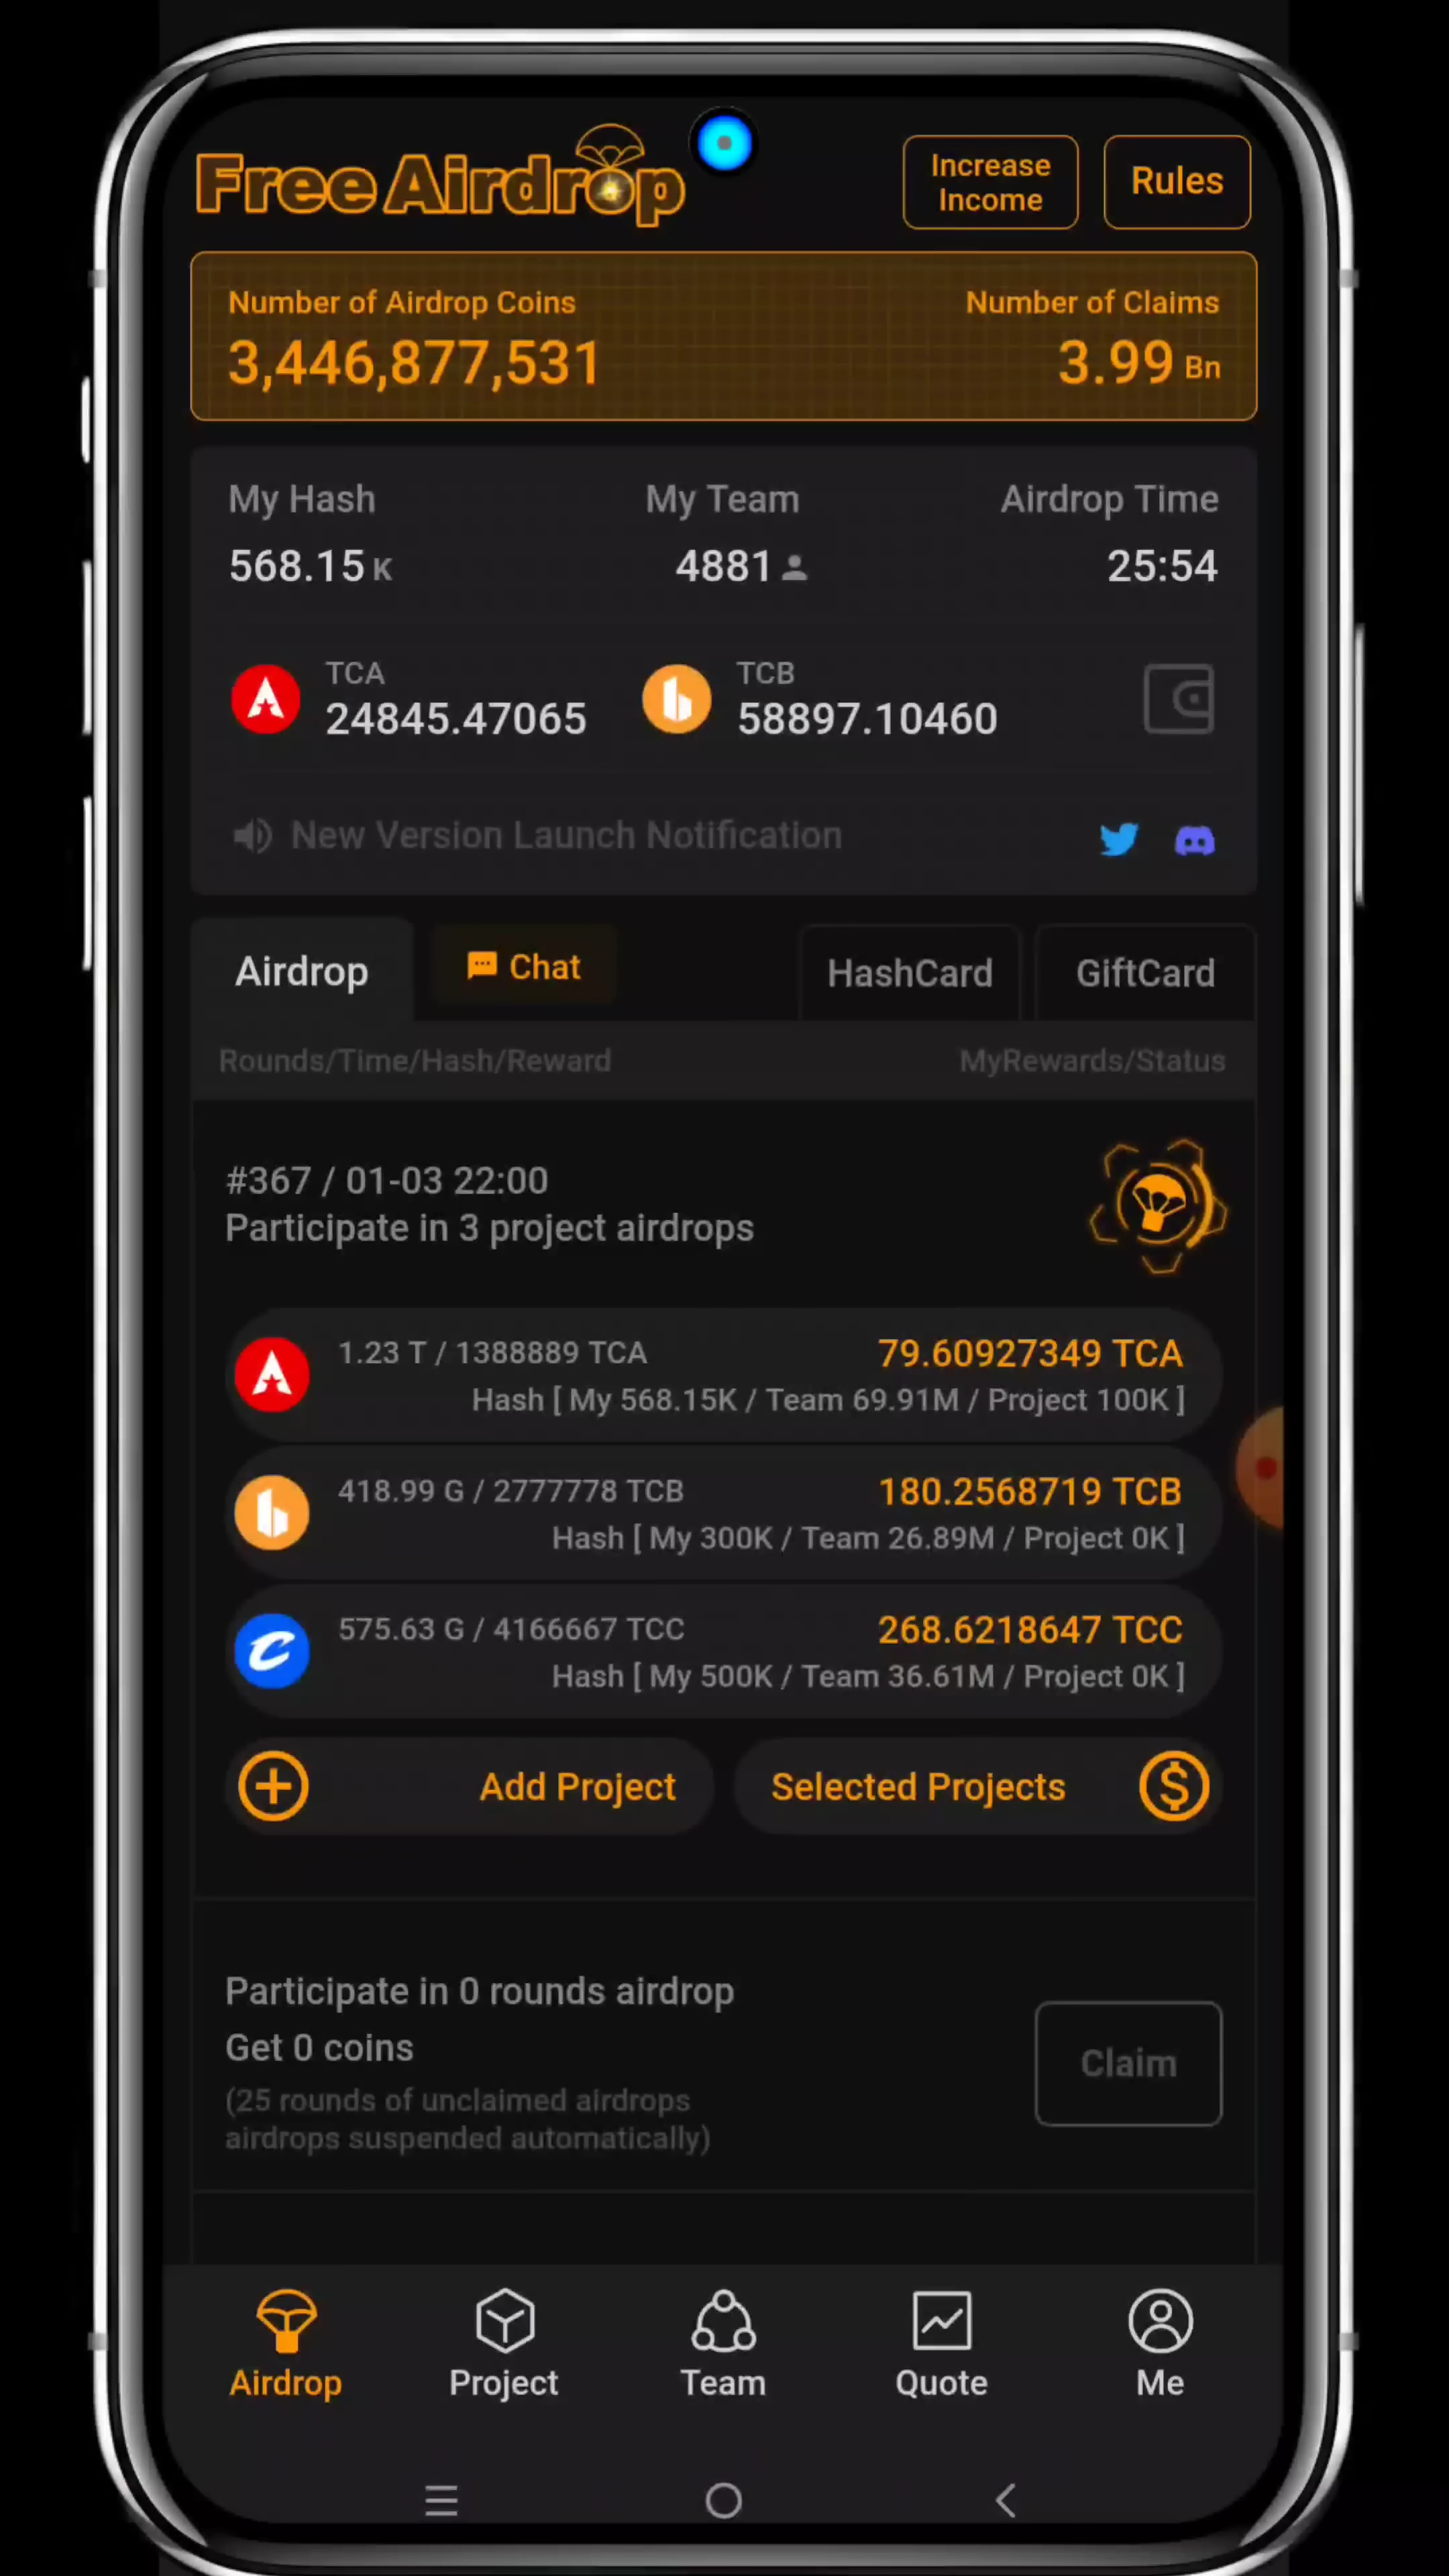 Free Airdrop
Increase
Income
Rules
Number of Airdrop Coins
Number of Claims
3,446,877,531
3.99 Bn
My Hash
My Team
Airdrop Time
568.15 K
4881
25:54
TCA
24845.47065
TCB
58897.10460
New Version Launch Notification
Airdrop
Chat
HashCard
GiftCard
Rounds/Time/Hash/Reward
MyRewards/Status
#367 / 01-03 22:00
Participate in 3 project airdrops
1.23 T / 1388889 TCA
79.60927349 TCA
Hash [ My 568.15K / Team 69.91M / Project 100K ]
418.99 G / 2777778 TCB
180.2568719 TCB
Hash [ My 300K / Team 26.89M / Project 0K ]
575.63 G / 4166667 TCC
268.6218647 TCC
Hash [ My 500K / Team 36.61M / Project 0K ]
Add Project
Selected Projects
Participate in 0 rounds airdrop
Get 0 coins
(25 rounds of unclaimed airdrops
airdrops suspended automatically)
Claim
Airdrop
Project
Team
Quote
Me